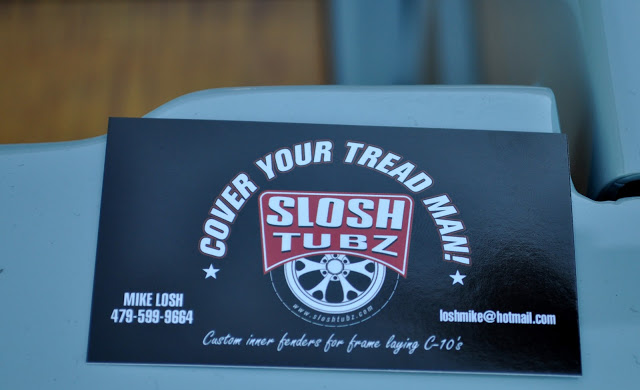 COVER YOUR TREAD MAN!
SLOSH
TUBZ
www.sloshtubz.com
MIKE LOSH
479-599-9664
loshmike@hotmail.com
Custom inner fenders for frame laying C-10's